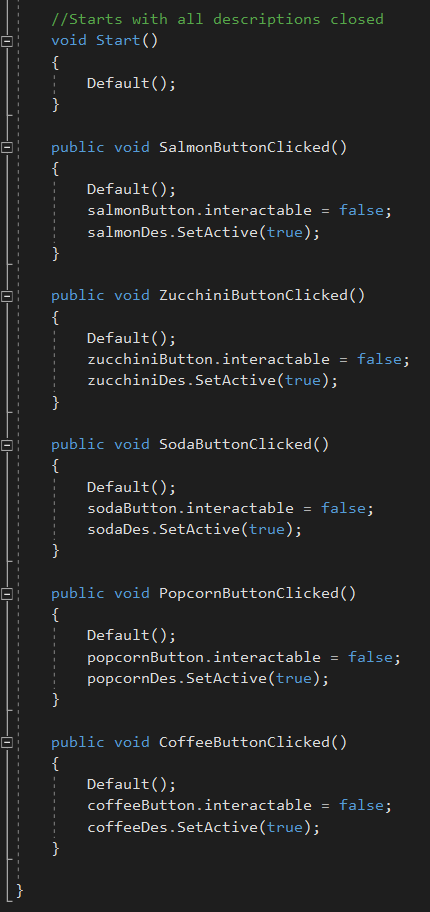 //Starts with all descriptions closed
void Start()
{
Default();
}
public void SalmonButtonClicked()
{
Default();
salmonButton.interactable = false;
salmonDes.SetActive(true);
}
public void ZucchiniButtonClicked()
{
Default();
zucchiniButton.interactable = false;
zucchiniDes.SetActive(true);
}
public void SodaButtonClicked()
{
Default();
sodaButton.interactable = false;
sodaDes.SetActive(true);
}
public void PopcornButtonClicked()
{
Default();
popcornButton.interactable = false;
popcornDes.SetActive(true);
}
public void CoffeeButtonClicked()
{
Default();
coffeeButton.interactable = false;
coffeeDes.SetActive(true);
}
}